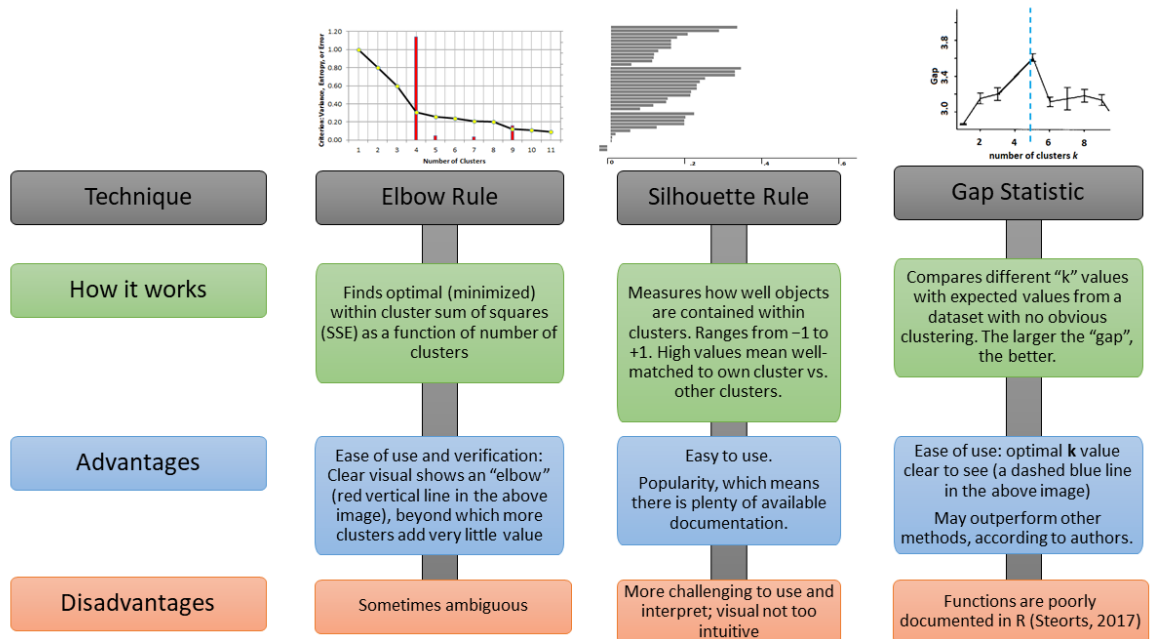 Criterion: Variance, Entropy, or Error
1.20
1.00
0.80
0.60
0.40
0.20
0.00
1 2 3 4 5 6 7 8 9 10 11
Number of Clusters
0 .2 .4 .6
Gap
3.8
3.4
3.0
2 4 6 8
number of clusters k
Technique
Elbow Rule
Silhouette Rule
Gap Statistic
How it works
Finds optimal (minimized)
within cluster sum of squares
(SSE) as a function of number of
clusters
Measures how well objects
are contained within
clusters. Ranges from −1 to
+1. High values mean well-
matched to own cluster vs.
other clusters.
Compares different “k” values
with expected values from a
dataset with no obvious
clustering. The larger the “gap”,
the better.
Advantages
Ease of use and verification:
Clear visual shows an “elbow”
(red vertical line in the above
image), beyond which more
clusters add very little value
Easy to use.
Popularity, which means
there is plenty of available
documentation.
Ease of use: optimal k value
clear to see (a dashed blue line
in the above image)
May outperform other
methods, according to authors.
Disadvantages
Sometimes ambiguous
More challenging to use and
interpret; visual not too
intuitive
Functions are poorly
documented in R (Steorts, 2017)